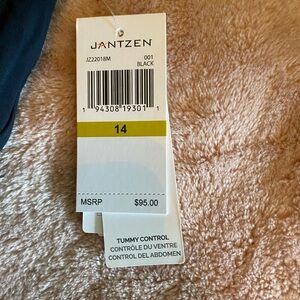 JANTZEN
JZ22018M 001
BLACK
1 94308 19301 1
14
MSRP $95.00
TUMMY CONTROL
CONTRÔLE DU VENTRE
CONTROL DEL ABDOMEN